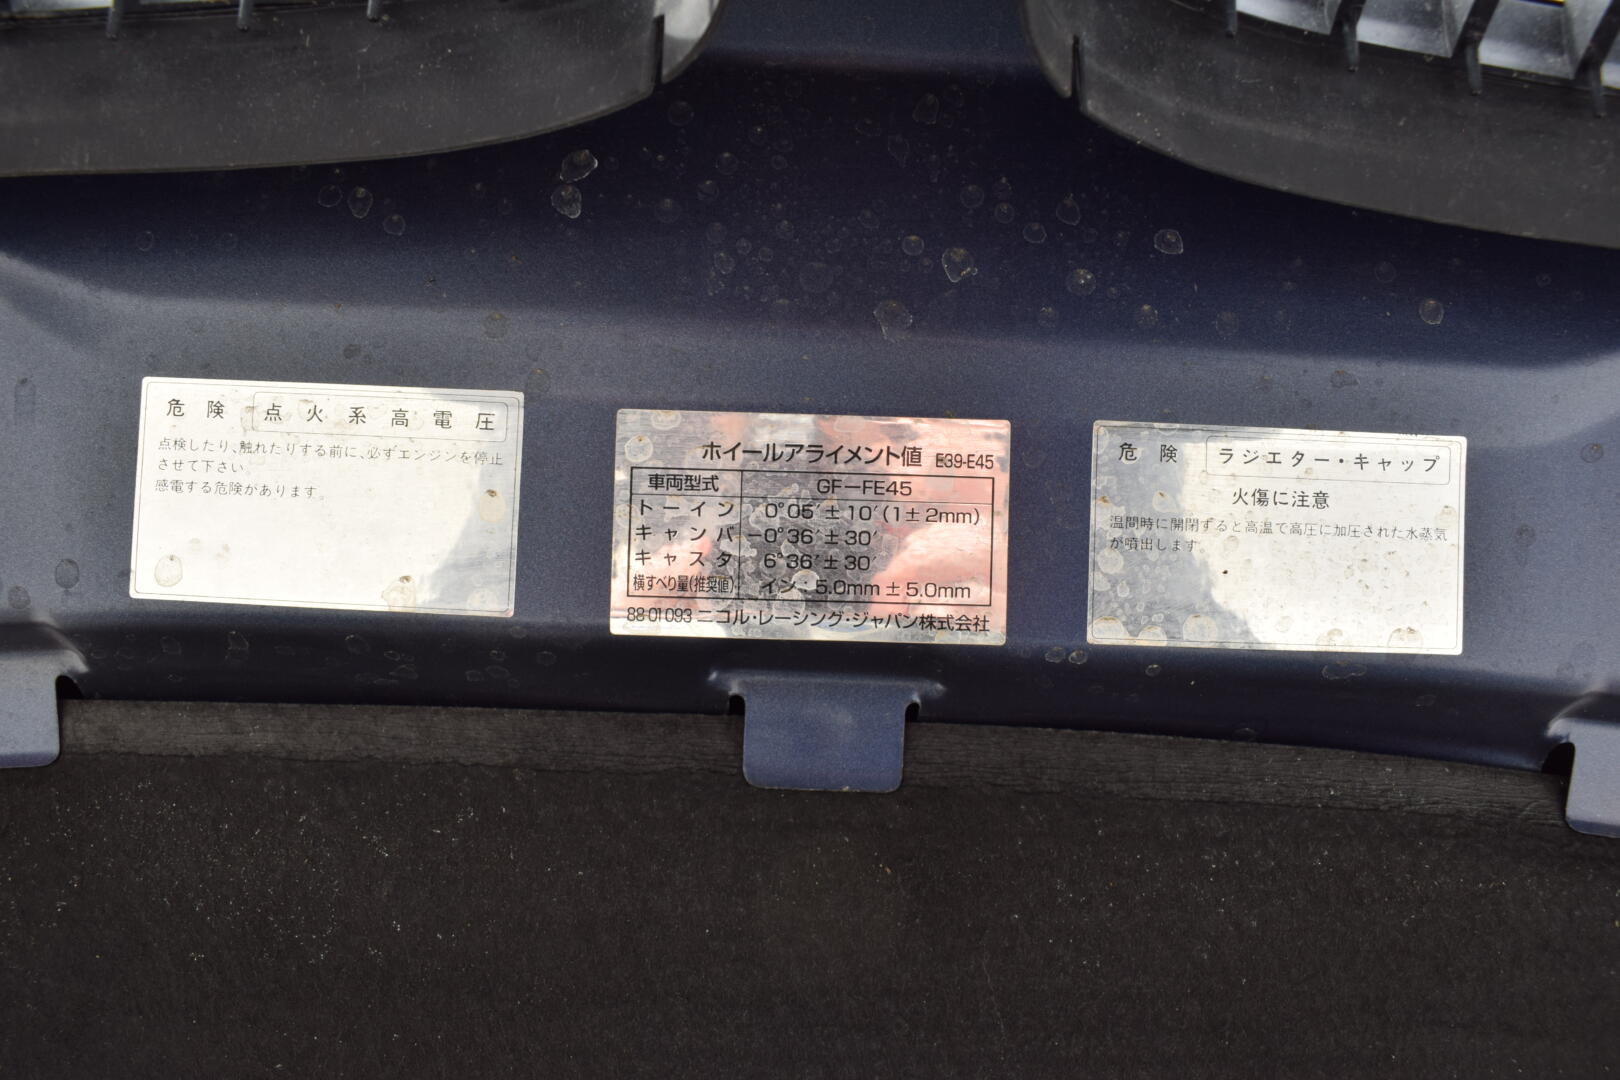 危険 点火系高電圧
点検したり、触れたりする前に、必ずエンジンを停止
させて下さい。
感電する危険があります。
ホイールアライメント値 E39-E45
車両型式 GF-FE45
トーイン 0°05′±10′(1±2mm)
キャンバ -0°36′±30′
キャスタ 6°36′±30′
横すべり量(推奨値) イン：5.0mm±5.0mm
88 01 093 ニコル・レーシング・ジャパン株式会社
危険 ラジエター・キャップ
火傷に注意
温間時に開閉すると高温で高圧に加圧された水蒸気
が噴出します